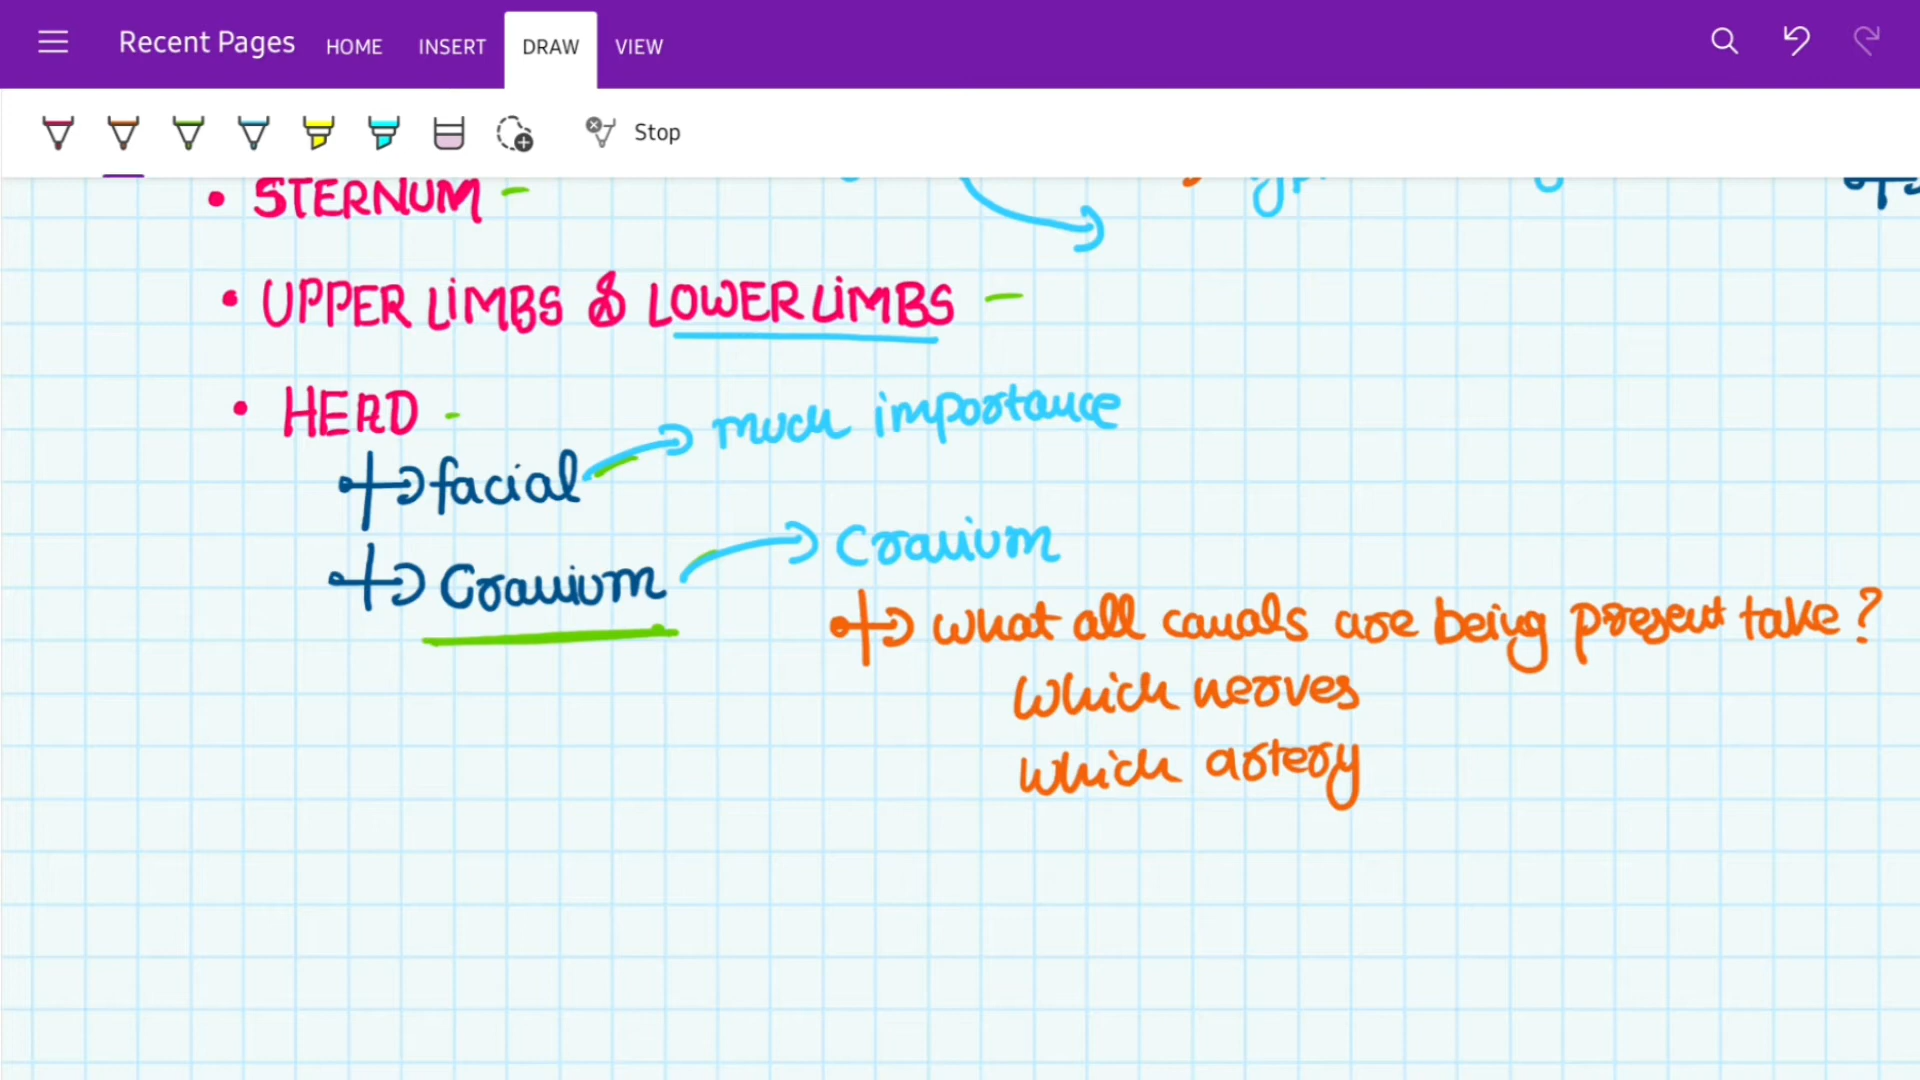 Recent Pages HOME INSERT DRAW VIEW
Stop
• STERNUM -
• UPPER LIMBS & LOWER LIMBS -
• HEAD -
facial → much importance
Cranium → Cranium
what all canals are being present take?
which nerves
which artery